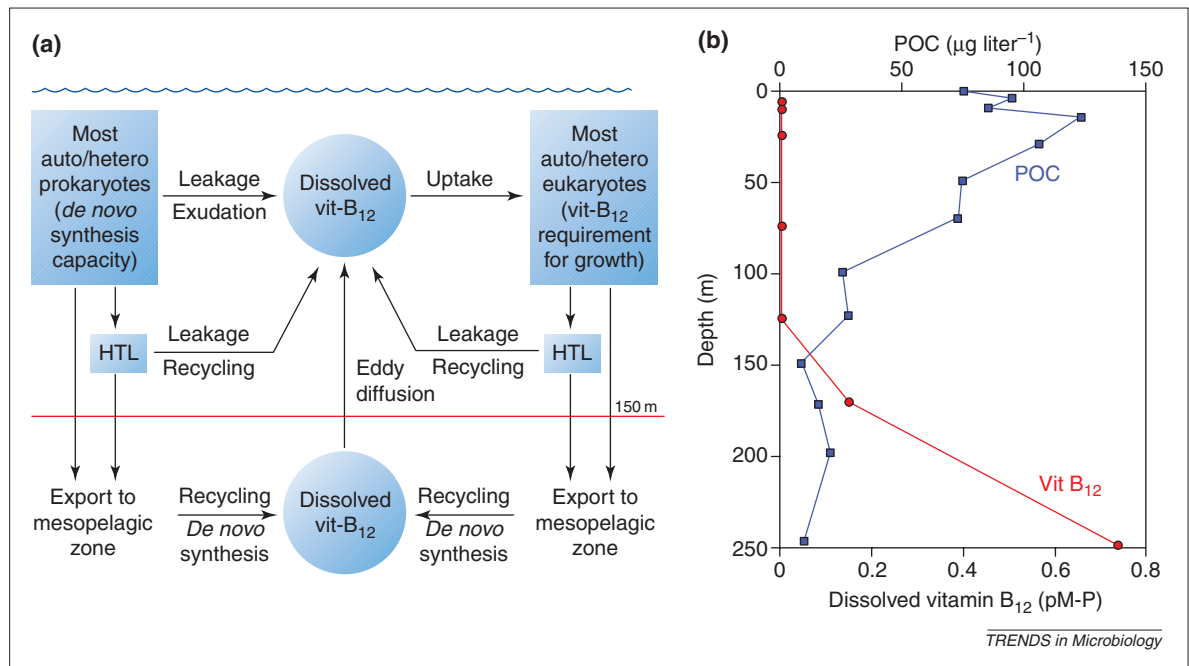 (a)
Most
auto/hetero
prokaryotes
(de novo
synthesis
capacity)
Leakage
Exudation
Dissolved
vit-B12
Uptake
Most
auto/hetero
eukaryotes
(vit-B12
requirement
for growth)
HTL
Leakage
Recycling
Eddy
diffusion
Leakage
Recycling
HTL
150 m
Export to
mesopelagic
zone
Recycling
De novo
synthesis
Dissolved
vit-B12
Recycling
De novo
synthesis
Export to
mesopelagic
zone
(b)
POC (μg liter–1)
0 50 100 150
Depth (m)
0
50
100
150
200
250
POC
Vit B12
0 0.2 0.4 0.6 0.8
Dissolved vitamin B12 (pM-P)
TRENDS in Microbiology